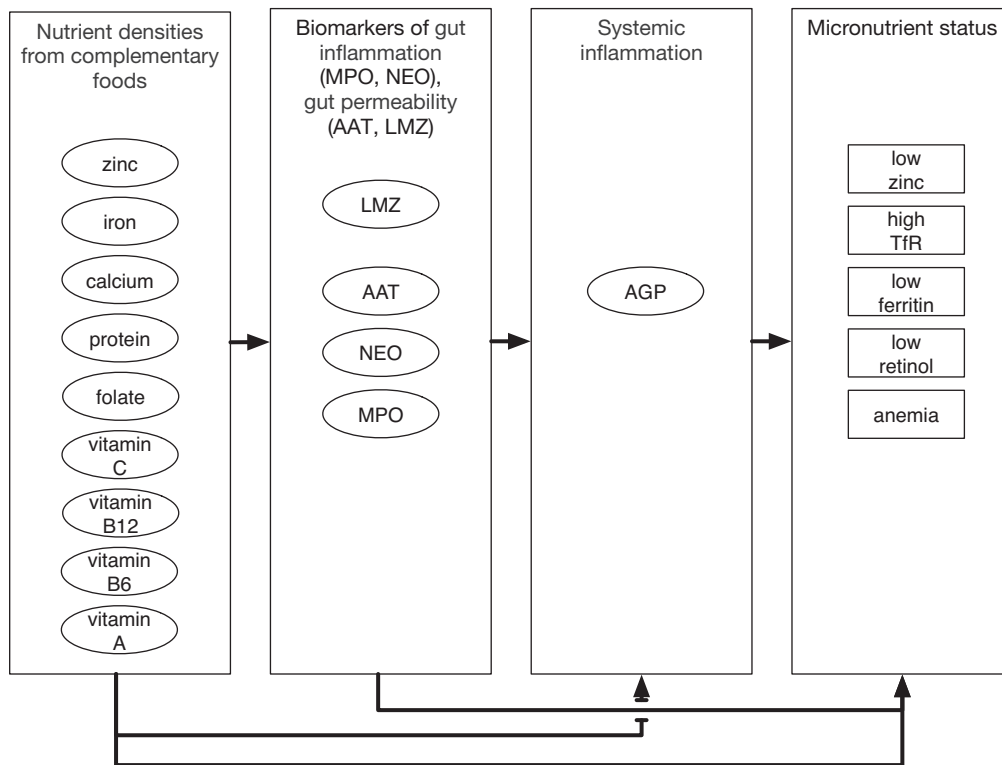 Nutrient densities
from complementary
foods
zinc
iron
calcium
protein
folate
vitamin
C
vitamin
B12
vitamin
B6
vitamin
A
Biomarkers of gut
inflammation
(MPO, NEO),
gut permeability
(AAT, LMZ)
LMZ
AAT
NEO
MPO
Systemic
inflammation
AGP
Micronutrient status
low
zinc
high
TfR
low
ferritin
low
retinol
anemia